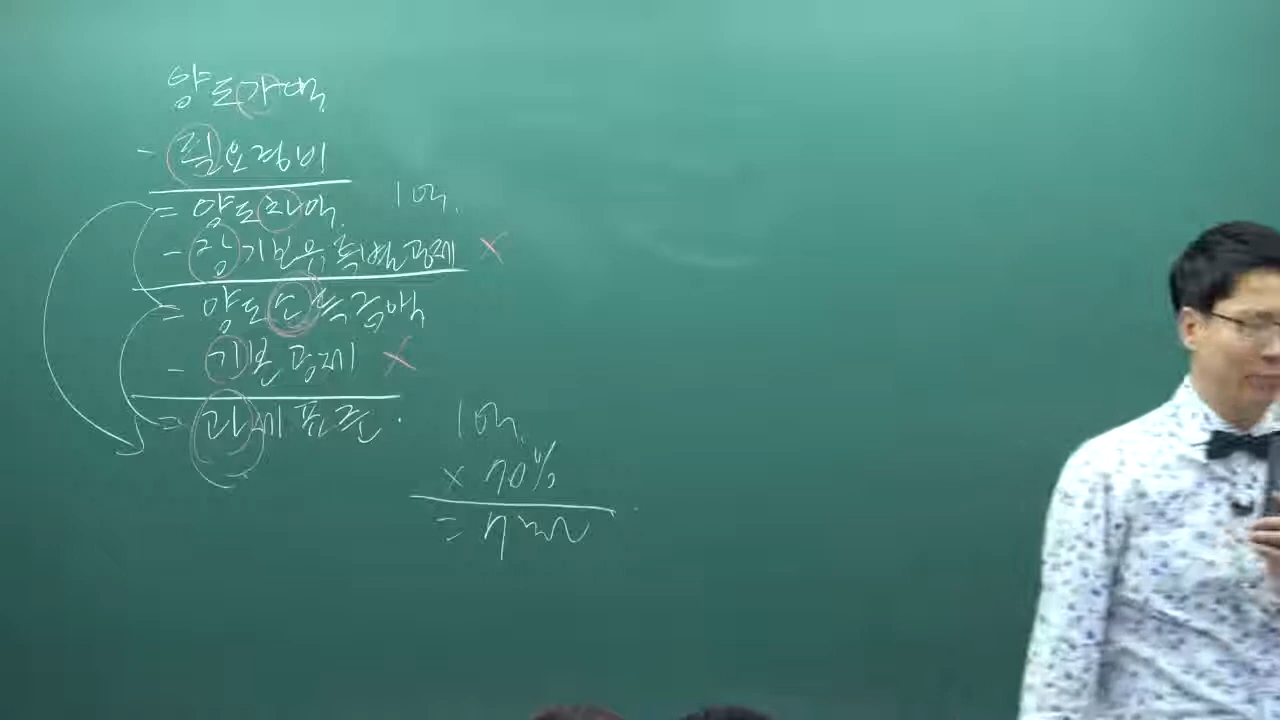 양도가액
- 필요경비
= 양도차액 1억
- 장기보유특별공제 X
= 양도소득금액
- 기본공제 X
= 과세표준 1억
x 70%
= 7천